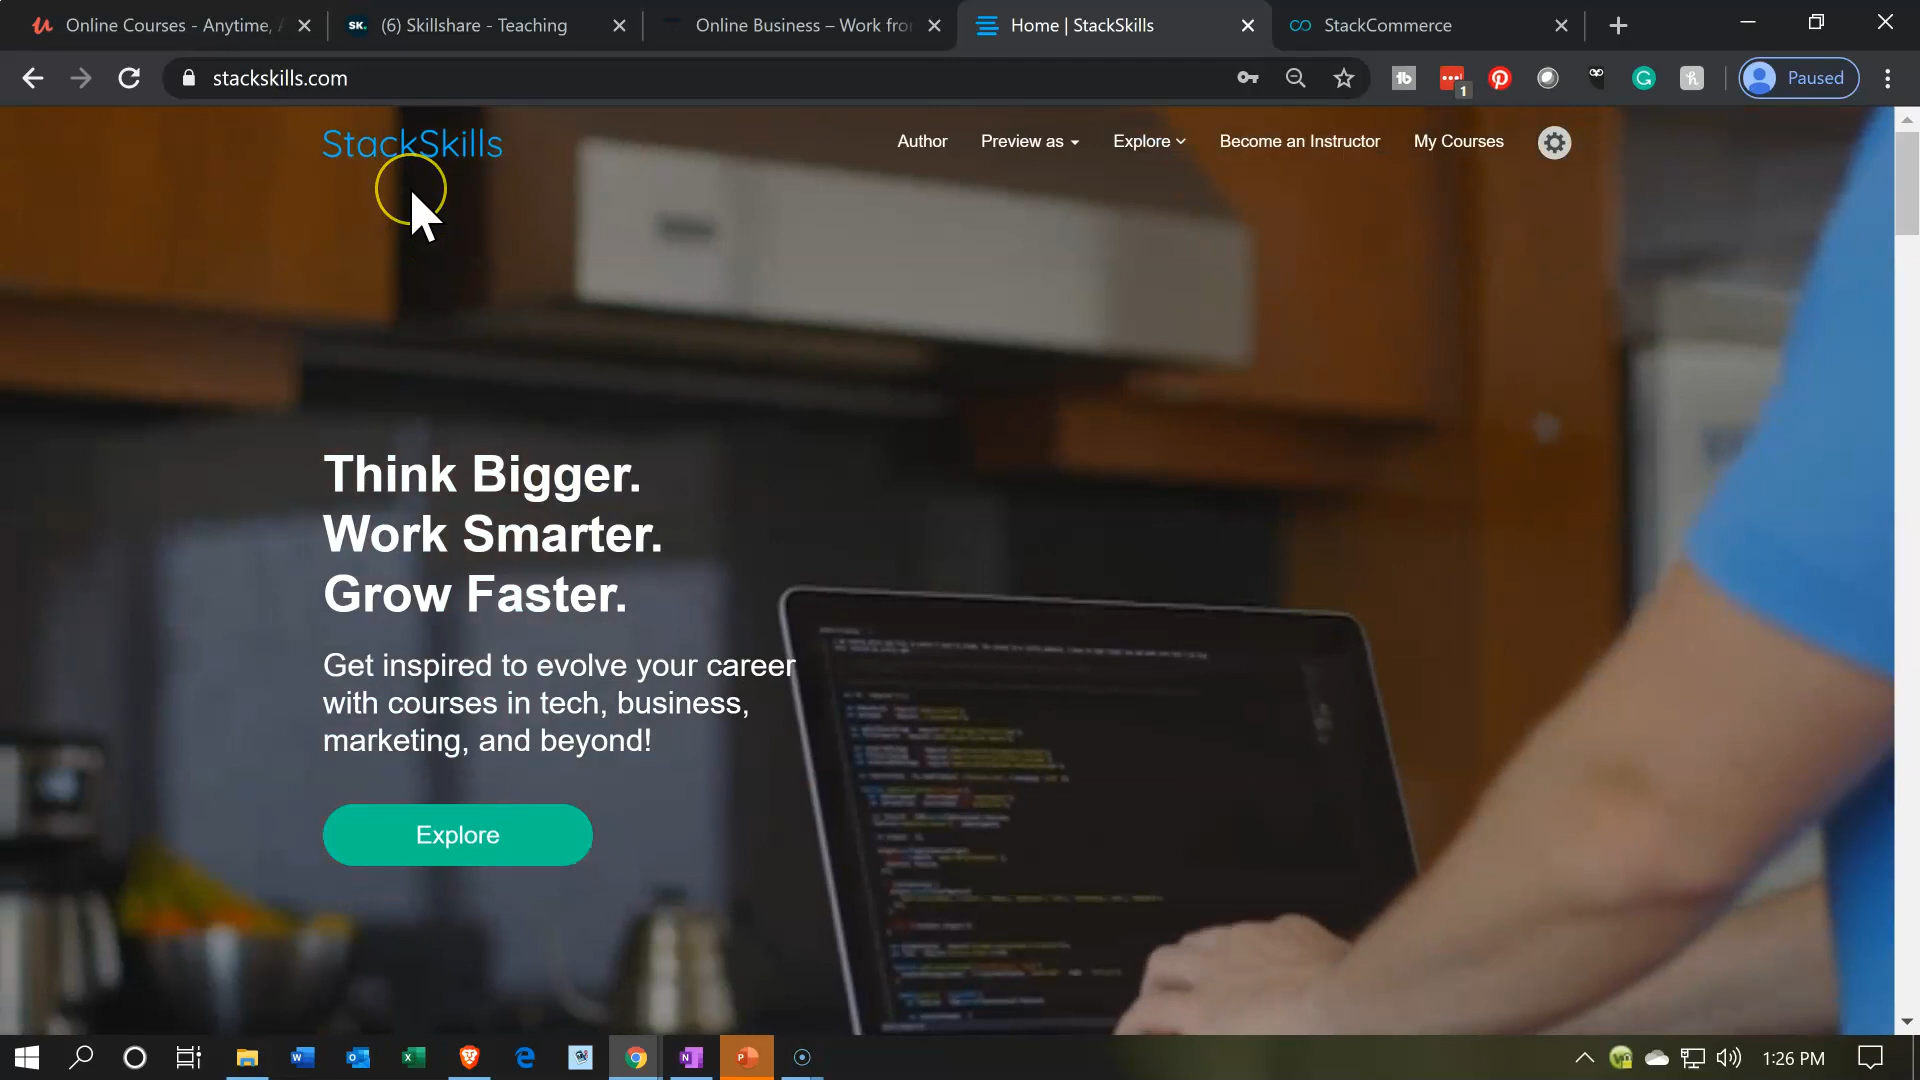 Online Courses - Anytime, A
SK.
(6) Skillshare - Teaching
Online Business – Work fro
Home | StackSkills
StackCommerce
stackskills.com
1
Paused
StackSkills
Author
Preview as
Explore
Become an Instructor
My Courses
Think Bigger.
Work Smarter.
Grow Faster.
Get inspired to evolve your career
with courses in tech, business,
marketing, and beyond!
Explore
1:26 PM